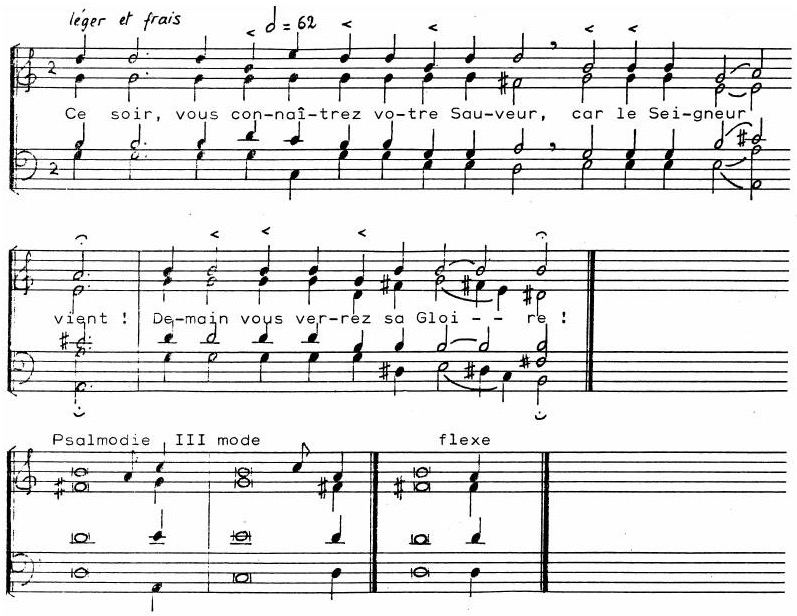 léger et frais 𝅗𝅥 = 62
Ce soir, vous con-naî-trez vo-tre Sau-veur, car le Sei-gneur
vient ! De-main vous ver-rez sa Gloi - - re !
Psalmodie III mode flexe